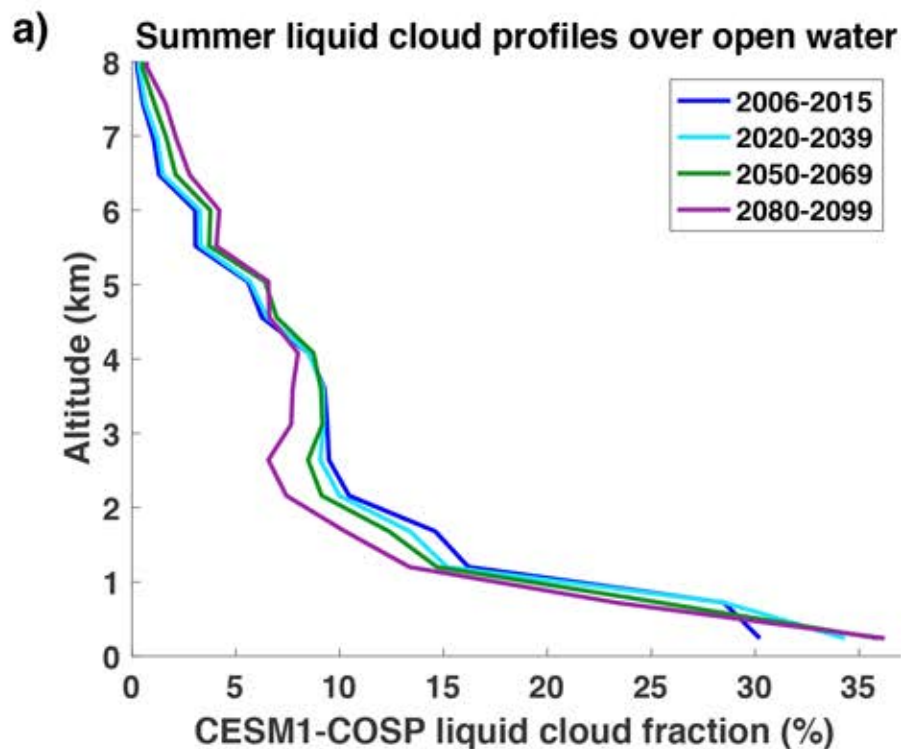 a)
Summer liquid cloud profiles over open water
2006-2015
2020-2039
2050-2069
2080-2099
Altitude (km)
8
7
6
5
4
3
2
1
0
0 5 10 15 20 25 30 35
CESM1-COSP liquid cloud fraction (%)